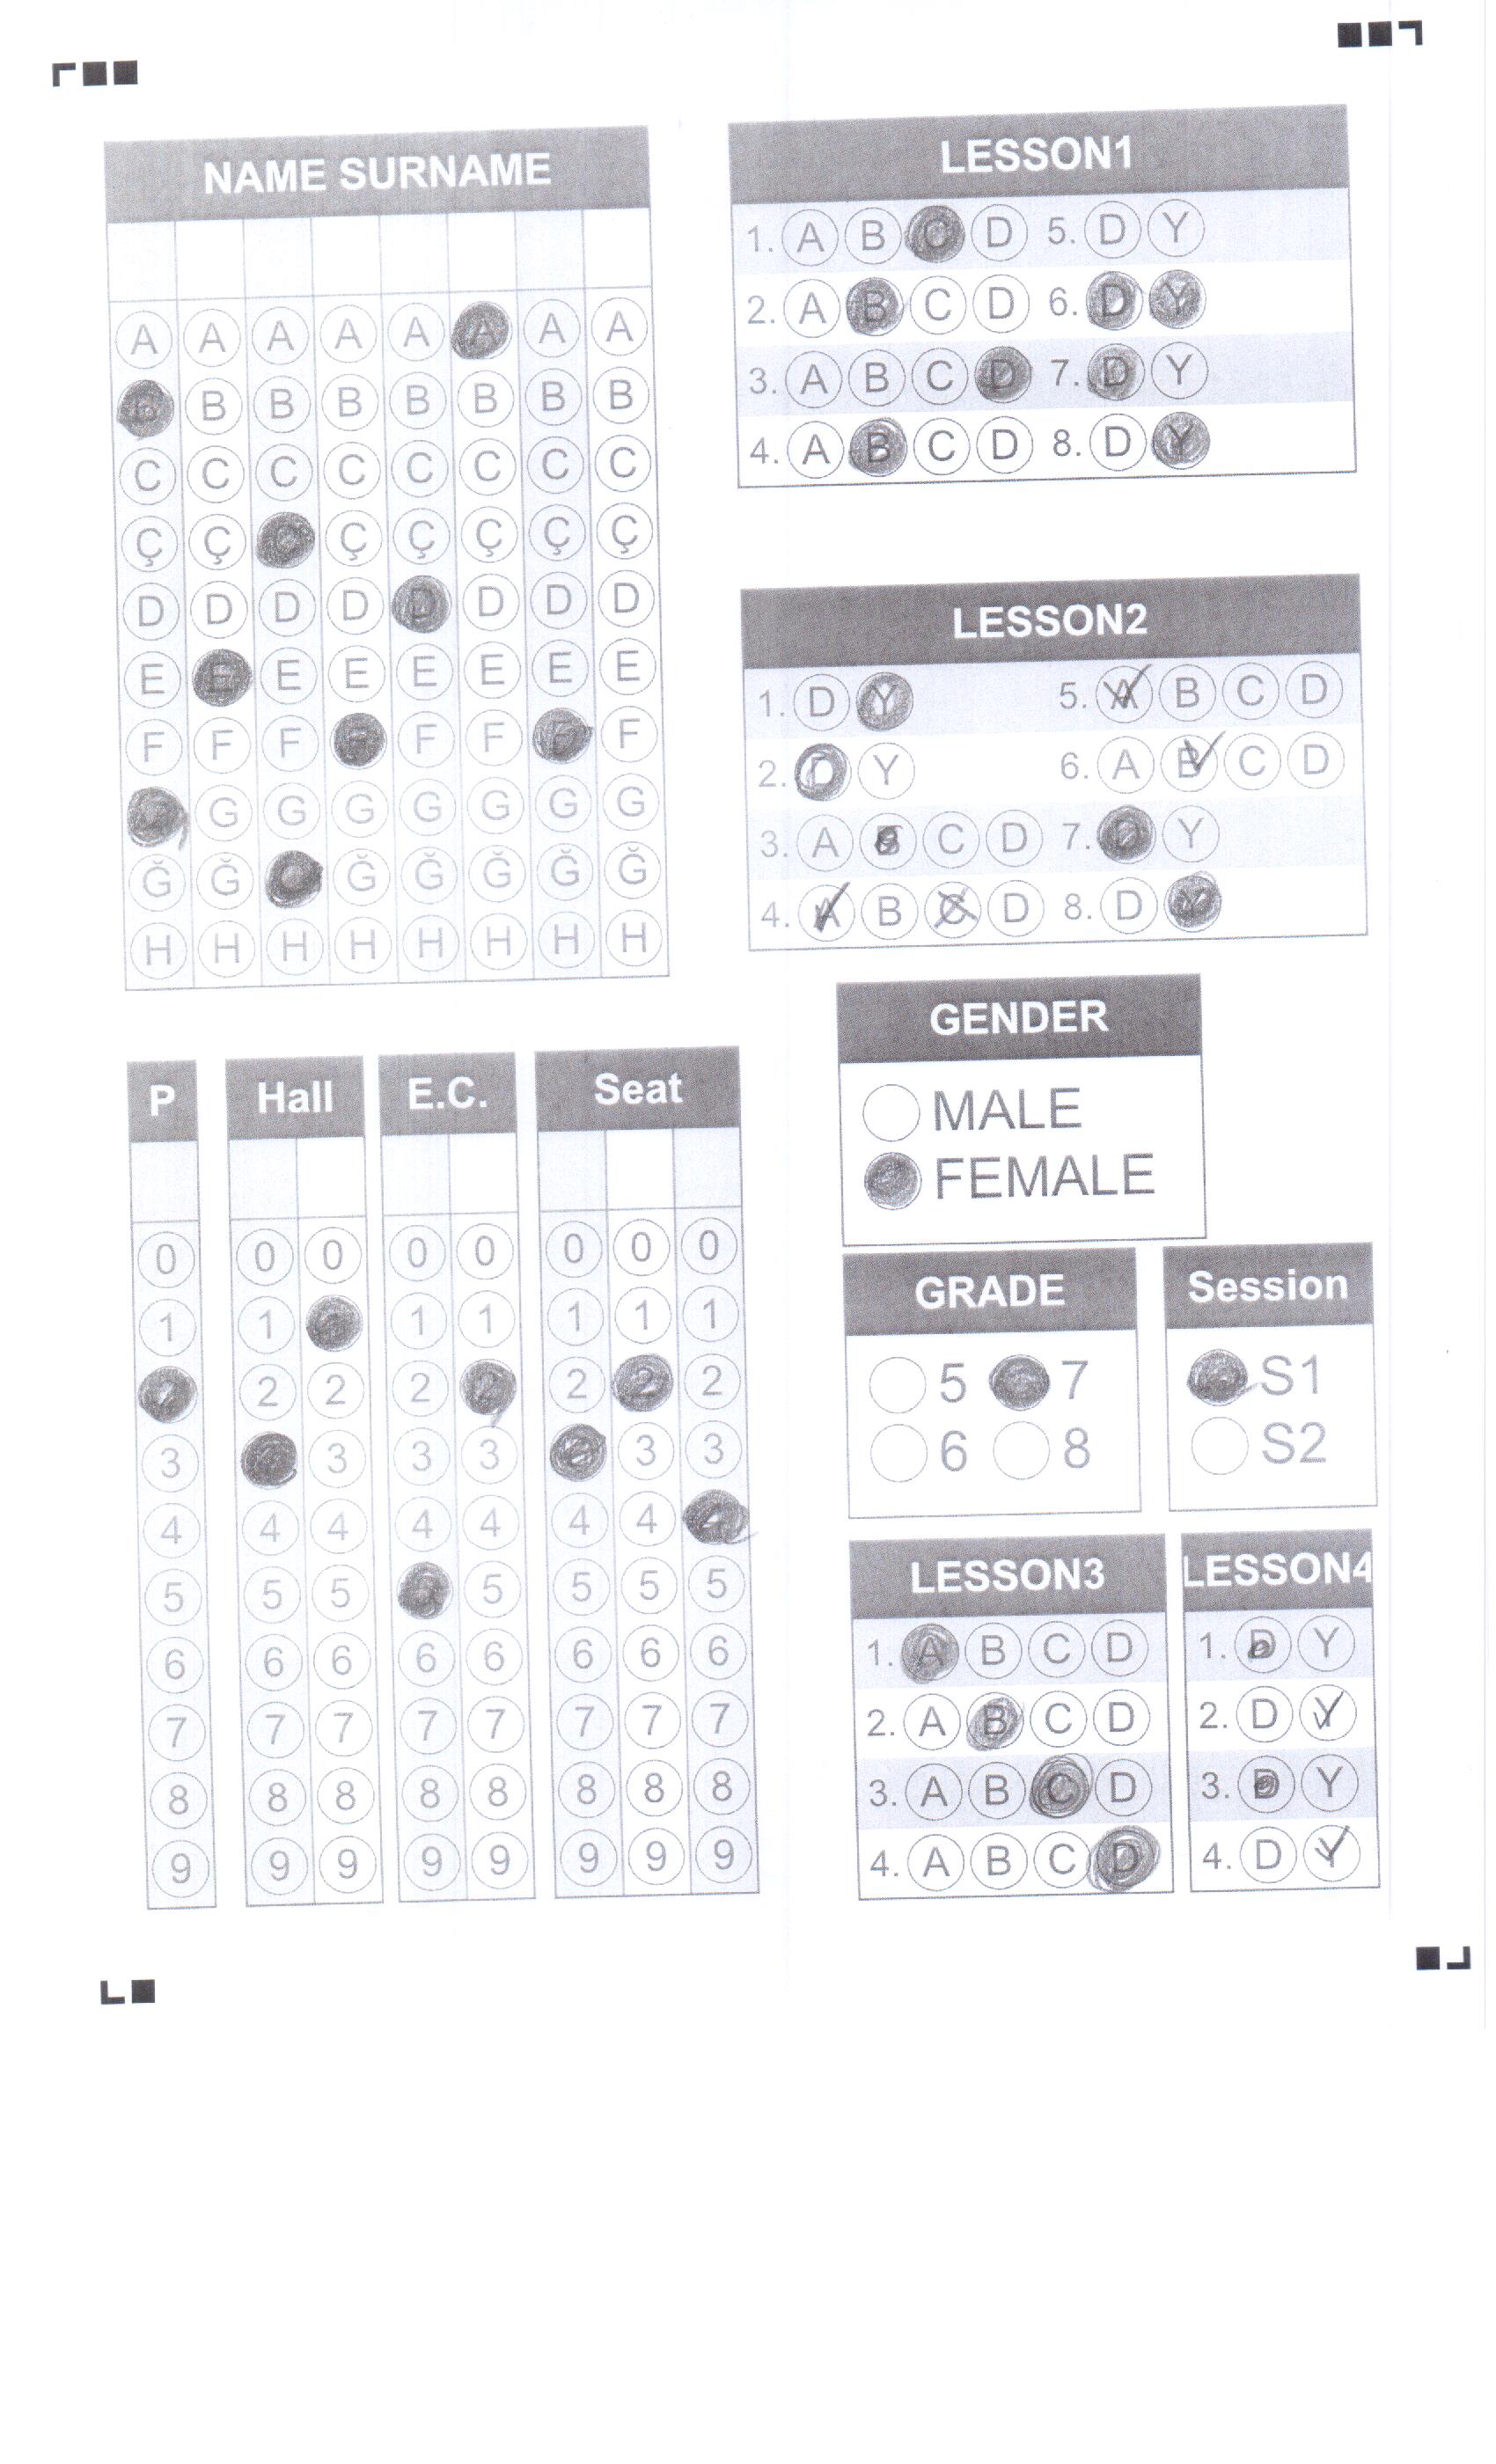 NAME SURNAME
A A A A A A A A
B B B B B B B B
C C C C C C C C
Ç Ç Ç Ç Ç Ç Ç Ç
D D D D D D D D
E E E E E E E E
F F F F F F F F
G G G G G G G G
Ğ Ğ Ğ Ğ Ğ Ğ Ğ Ğ
H H H H H H H H
LESSON1
1. A B C D 5. D Y
2. A B C D 6. D Y
3. A B C D 7. D Y
4. A B C D 8. D Y
LESSON2
1. D Y 5. A B C D
2. D Y 6. A B C D
3. A B C D 7. D Y
4. A B C D 8. D Y
P
0
1
2
3
4
5
6
7
8
9
Hall
0 0
1 1
2 2
3 3
4 4
5 5
6 6
7 7
8 8
9 9
E.C.
0 0
1 1
2 2
3 3
4 4
5 5
6 6
7 7
8 8
9 9
Seat
0 0 0
1 1 1
2 2 2
3 3 3
4 4 4
5 5 5
6 6 6
7 7 7
8 8 8
9 9 9
GENDER
MALE
FEMALE
GRADE
5 7
6 8
Session
S1
S2
LESSON3
1. A B C D
2. A B C D
3. A B C D
4. A B C D
LESSON4
1. D Y
2. D Y
3. D Y
4. D Y